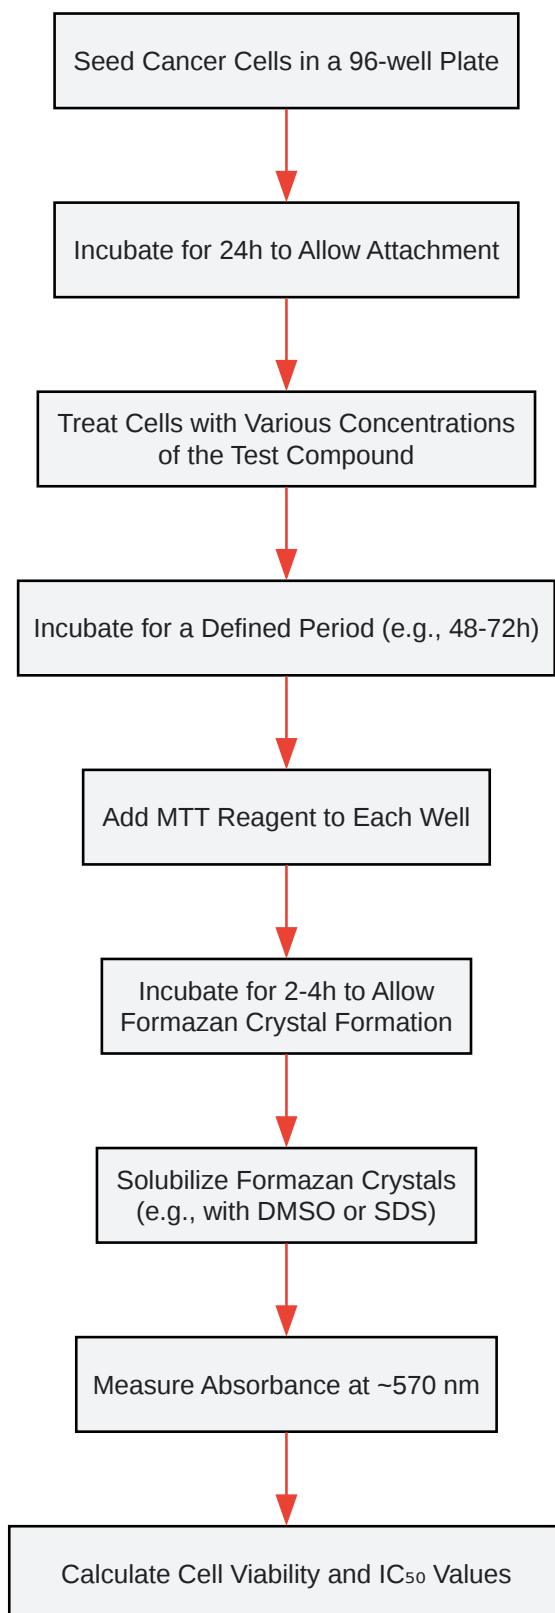 Seed Cancer Cells in a 96-well Plate
Incubate for 24h to Allow Attachment
Treat Cells with Various Concentrations
of the Test Compound
Incubate for a Defined Period (e.g., 48-72h)
Add MTT Reagent to Each Well
Incubate for 2-4h to Allow
Formazan Crystal Formation
Solubilize Formazan Crystals
(e.g., with DMSO or SDS)
Measure Absorbance at ~570 nm
Calculate Cell Viability and IC₅₀ Values